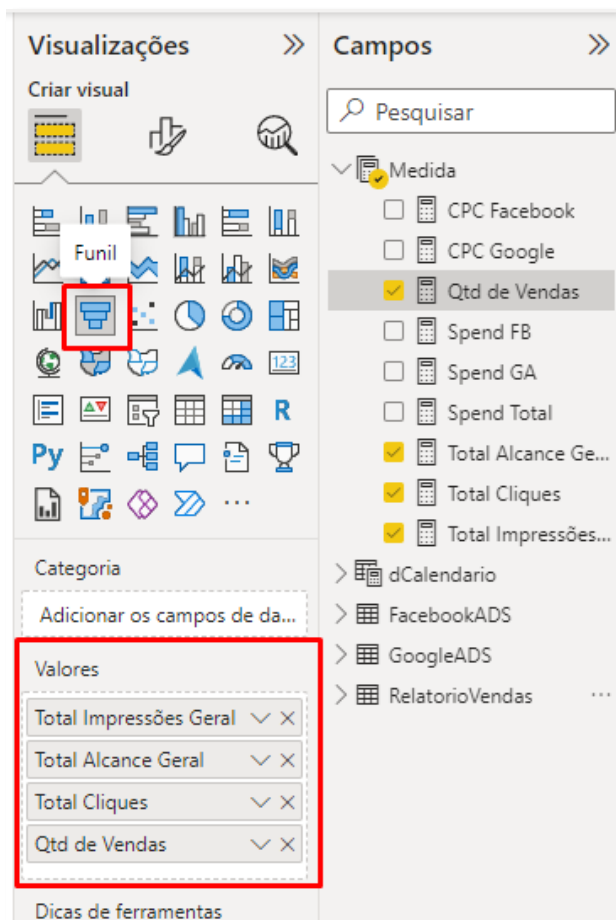 Visualizações
Criar visual
Funil
123
R
Py
...
Categoria
Adicionar os campos de da...
Valores
Total Impressões Geral
Total Alcance Geral
Total Cliques
Qtd de Vendas
Dicas de ferramentas
Campos
Pesquisar
Medida
CPC Facebook
CPC Google
Qtd de Vendas
Spend FB
Spend GA
Spend Total
Total Alcance Ge...
Total Cliques
Total Impressões...
dCalendario
FacebookADS
GoogleADS
RelatorioVendas ...